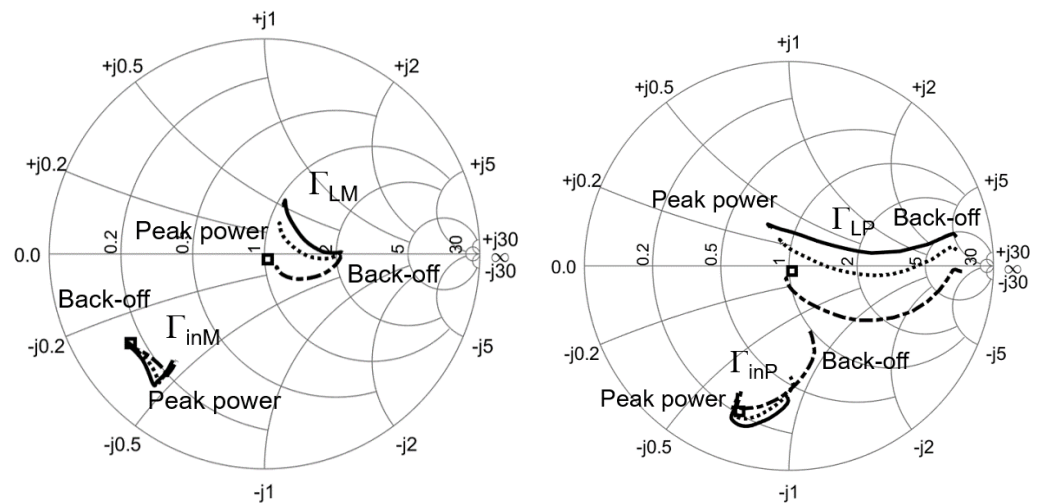 +j1
+j0.5
+j2
+j0.2
+j5
ΓLM
Peak power
0.0
0.2
1
2
5
30
+j30
∞
-j30
Back-off
Back-off
ΓinM
-j0.2
-j5
Peak power
-j0.5
-j2
-j1
+j1
+j0.5
+j2
+j0.2
+j5
Peak power
ΓLP
Back-off
0.0
0.2
0.5
1
2
5
30
+j30
∞
-j30
-j0.2
-j5
Back-off
ΓinP
Peak power
-j0.5
-j2
-j1